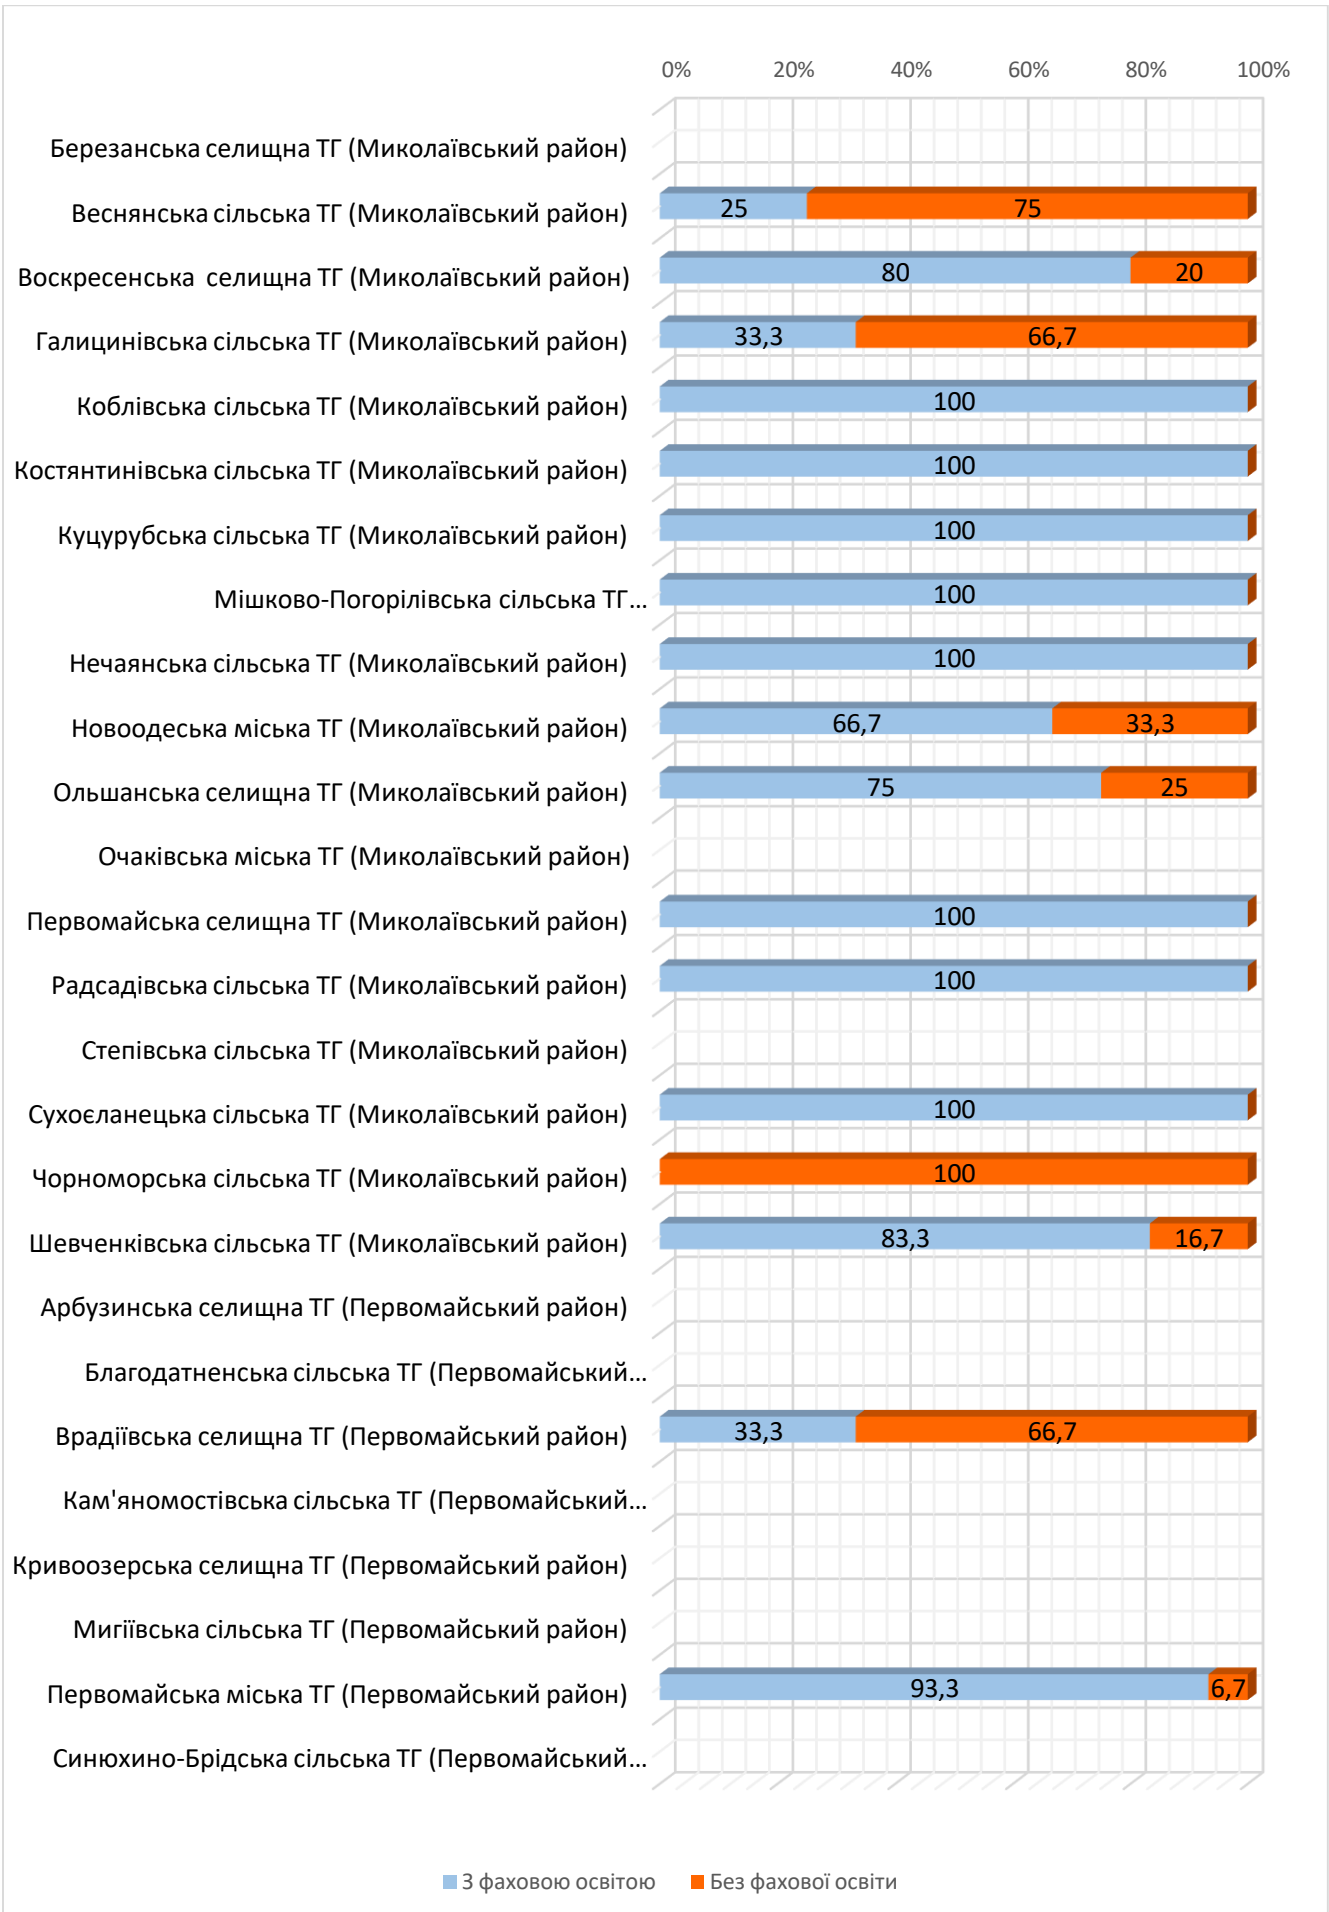 0% 20% 40% 60% 80% 100%
Березанська селищна ТГ (Миколаївський район)
Веснянська сільська ТГ (Миколаївський район) 25 75
Воскресенська селищна ТГ (Миколаївський район) 80 20
Галицинівська сільська ТГ (Миколаївський район) 33,3 66,7
Коблівська сільська ТГ (Миколаївський район) 100
Костянтинівська сільська ТГ (Миколаївський район) 100
Куцурубська сільська ТГ (Миколаївський район) 100
Мішково-Погорілівська сільська ТГ... 100
Нечаянська сільська ТГ (Миколаївський район) 100
Новоодеська міська ТГ (Миколаївський район) 66,7 33,3
Ольшанська селищна ТГ (Миколаївський район) 75 25
Очаківська міська ТГ (Миколаївський район)
Первомайська селищна ТГ (Миколаївський район) 100
Радсадівська сільська ТГ (Миколаївський район) 100
Степівська сільська ТГ (Миколаївський район)
Сухоєланецька сільська ТГ (Миколаївський район) 100
Чорноморська сільська ТГ (Миколаївський район) 100
Шевченківська сільська ТГ (Миколаївський район) 83,3 16,7
Арбузинська селищна ТГ (Первомайський район)
Благодатненська сільська ТГ (Первомайський...
Врадіївська селищна ТГ (Первомайський район) 33,3 66,7
Кам'яномостівська сільська ТГ (Первомайський...
Кривоозерська селищна ТГ (Первомайський район)
Мигіївська сільська ТГ (Первомайський район)
Первомайська міська ТГ (Первомайський район) 93,3 6,7
Синюхино-Брідська сільська ТГ (Первомайський...
З фаховою освітою Без фахової освіти